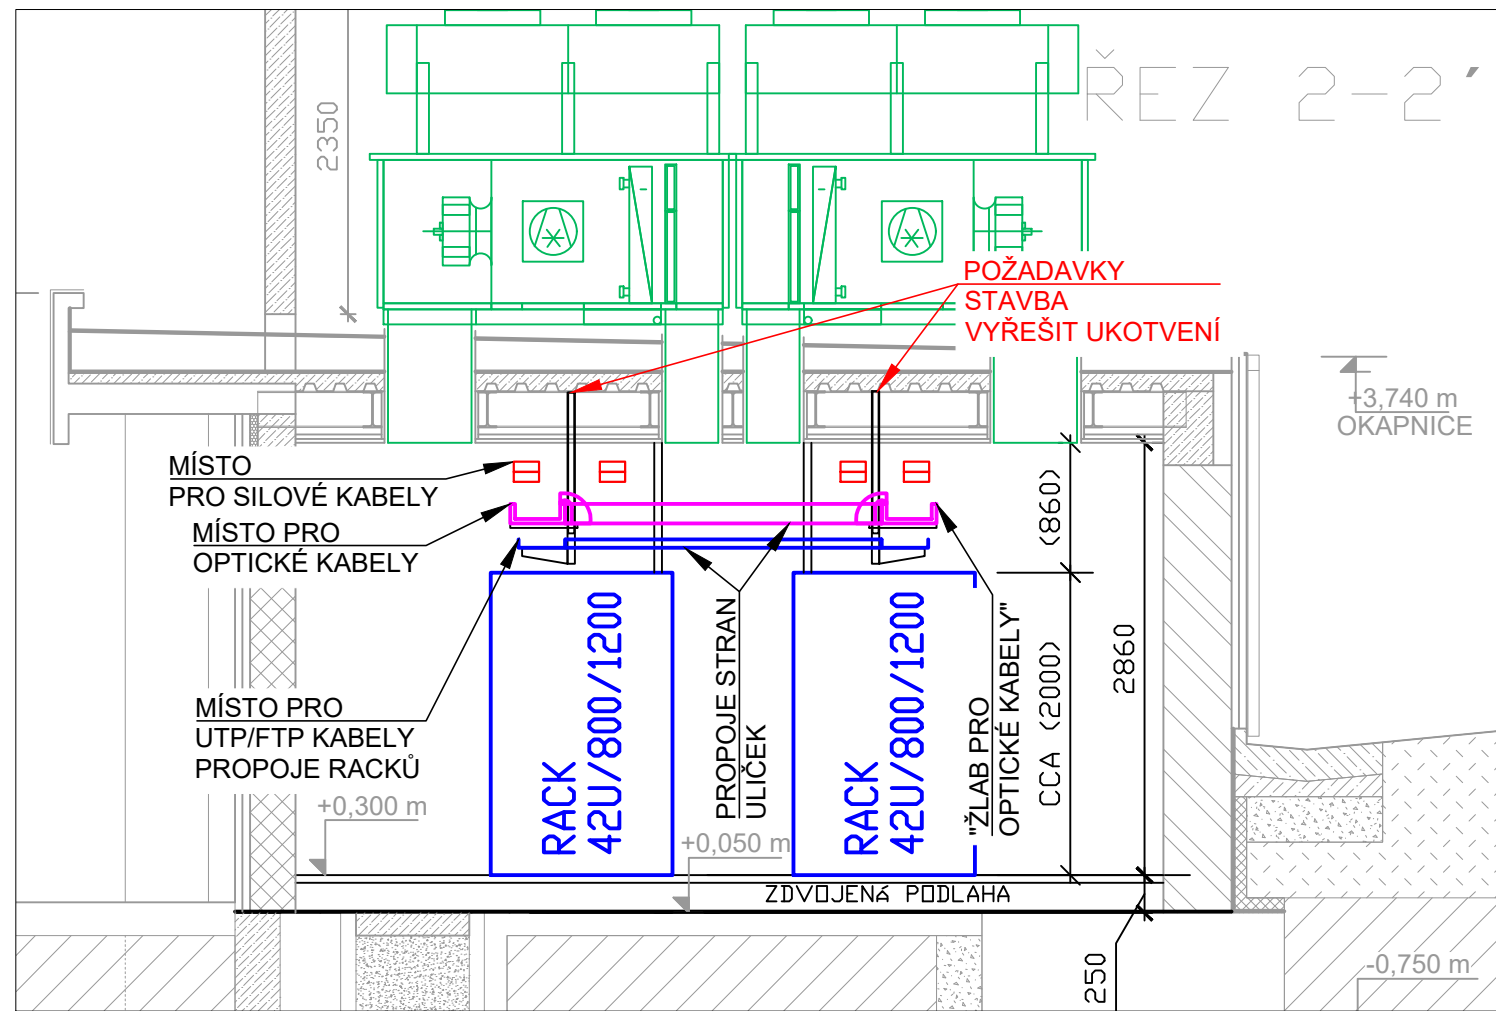 ŘEZ 2-2´
2350
POŽADAVKY
STAVBA
VYŘEŠIT UKOTVENÍ
+3,740 m
OKAPNICE
MÍSTO
PRO SILOVÉ KABELY
MÍSTO PRO
OPTICKÉ KABELY
(860)
MÍSTO PRO
UTP/FTP KABELY
PROPOJE RACKŮ
RACK
42U/800/1200
PROPOJE STRAN
ULIČEK
RACK
42U/800/1200
"ŽLAB PRO
OPTICKÉ KABELY"
CCA (2000)
2860
+0,300 m
+0,050 m
ZDVOJENá PODLAHA
250
-0,750 m